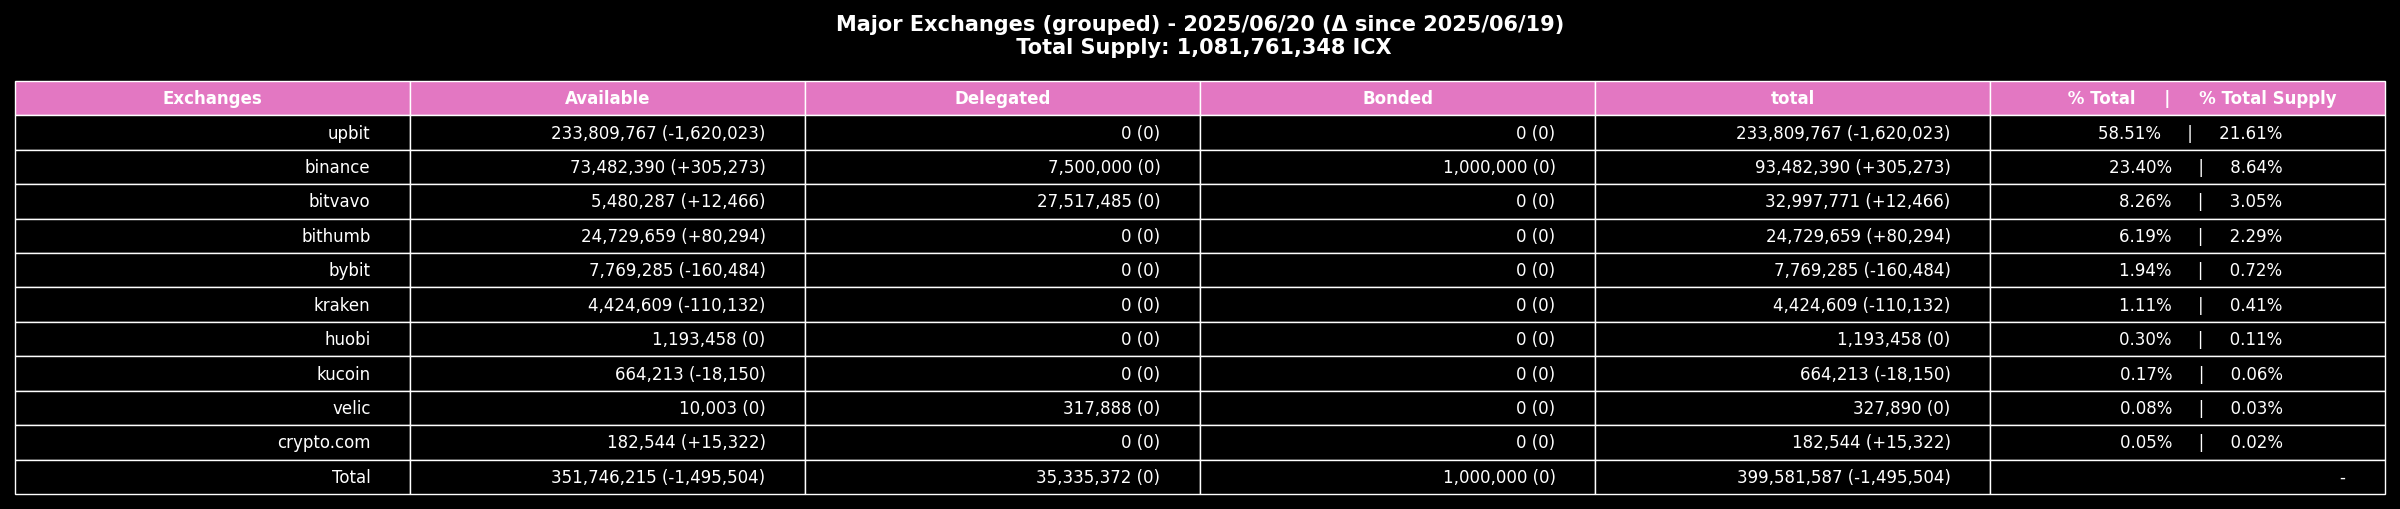 Major Exchanges (grouped) - 2025/06/20 (Δ since 2025/06/19)
Total Supply: 1,081,761,348 ICX
Exchanges Available Delegated Bonded total % Total | % Total Supply
upbit 233,809,767 (-1,620,023) 0 (0) 0 (0) 233,809,767 (-1,620,023) 58.51% | 21.61%
binance 73,482,390 (+305,273) 7,500,000 (0) 1,000,000 (0) 93,482,390 (+305,273) 23.40% | 8.64%
bitvavo 5,480,287 (+12,466) 27,517,485 (0) 0 (0) 32,997,771 (+12,466) 8.26% | 3.05%
bithumb 24,729,659 (+80,294) 0 (0) 0 (0) 24,729,659 (+80,294) 6.19% | 2.29%
bybit 7,769,285 (-160,484) 0 (0) 0 (0) 7,769,285 (-160,484) 1.94% | 0.72%
kraken 4,424,609 (-110,132) 0 (0) 0 (0) 4,424,609 (-110,132) 1.11% | 0.41%
huobi 1,193,458 (0) 0 (0) 0 (0) 1,193,458 (0) 0.30% | 0.11%
kucoin 664,213 (-18,150) 0 (0) 0 (0) 664,213 (-18,150) 0.17% | 0.06%
velic 10,003 (0) 317,888 (0) 0 (0) 327,890 (0) 0.08% | 0.03%
crypto.com 182,544 (+15,322) 0 (0) 0 (0) 182,544 (+15,322) 0.05% | 0.02%
Total 351,746,215 (-1,495,504) 35,335,372 (0) 1,000,000 (0) 399,581,587 (-1,495,504) -